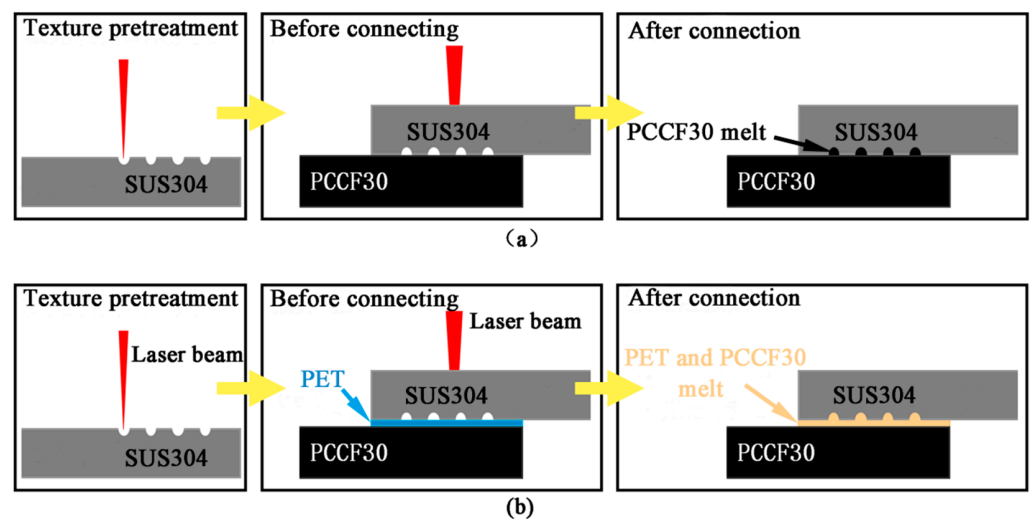 Texture pretreatment
SUS304
Before connecting
SUS304
PCCF30
After connection
PCCF30 melt
SUS304
PCCF30
（a）
Texture pretreatment
Laser beam
SUS304
Before connecting
Laser beam
PET
SUS304
PCCF30
After connection
PET and PCCF30
melt
SUS304
PCCF30
(b)